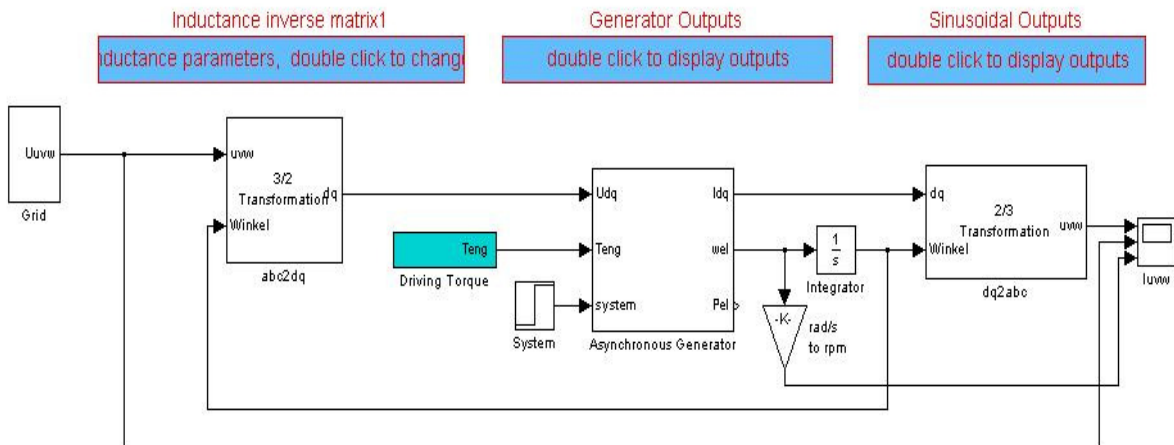 Inductance inverse matrix1
Generator Outputs
Sinusoidal Outputs
nductance parameters, double click to chang
double click to display outputs
double click to display outputs
Uuvw
Grid
uvw
3/2
Transformation
dq
Winkel
abc2dq
Teng
Driving Torque
System
Udq
Teng
system
Idq
wel
Pel
Asynchronous Generator
1
s
Integrator
-K-
rad/s
to rpm
dq
2/3
Transformation
uvw
Winkel
dq2abc
Iuvw